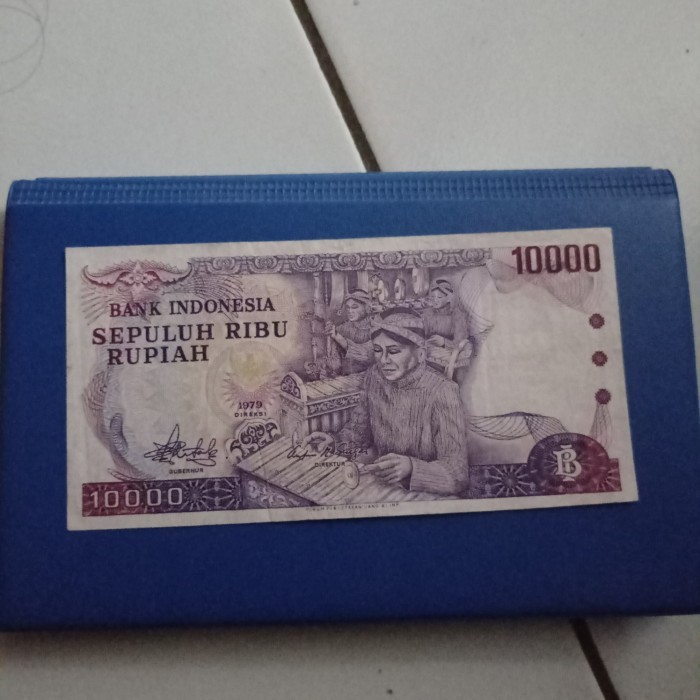 10000
BANK INDONESIA
SEPULUH RIBU
RUPIAH
1979
DIREKSI
GUBERNUR
DIREKTUR
10000